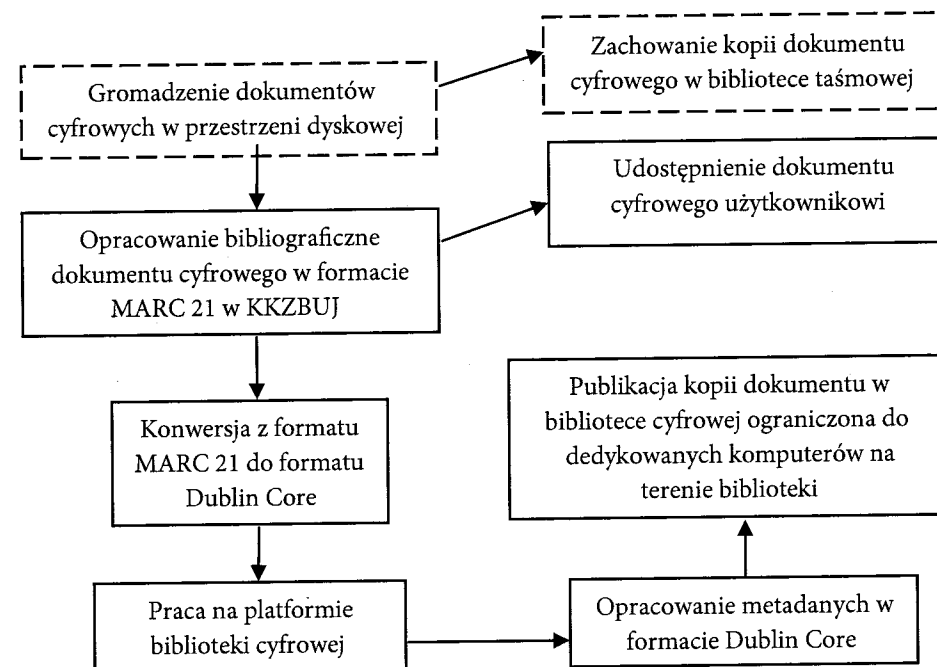 Zachowanie kopii dokumentu
cyfrowego w bibliotece taśmowej
Gromadzenie dokumentów
cyfrowych w przestrzeni dyskowej
Udostępnienie dokumentu
cyfrowego użytkownikowi
Opracowanie bibliograficzne
dokumentu cyfrowego w formacie
MARC 21 w KKZBUJ
Publikacja kopii dokumentu w
bibliotece cyfrowej ograniczona do
dedykowanych komputerów na
terenie biblioteki
Konwersja z formatu
MARC 21 do formatu
Dublin Core
Praca na platformie
biblioteki cyfrowej
Opracowanie metadanych w
formacie Dublin Core